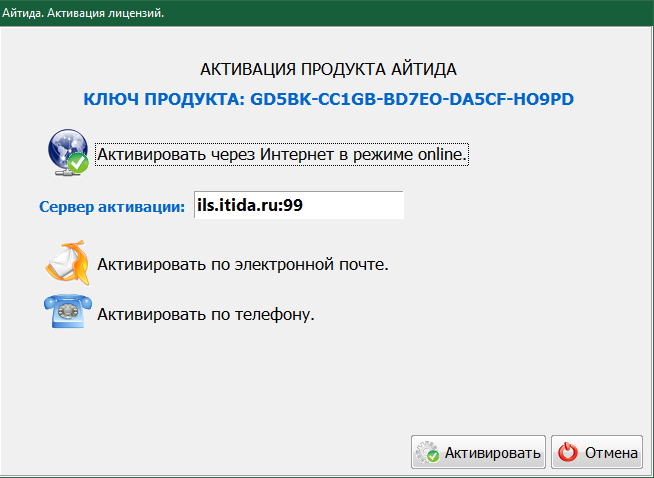 Айтида. Активация лицензий.
АКТИВАЦИЯ ПРОДУКТА АЙТИДА
КЛЮЧ ПРОДУКТА: GD5BK-CC1GB-BD7EO-DA5CF-HO9PD
Активировать через Интернет в режиме online.
Сервер активации: ils.itida.ru:99
Активировать по электронной почте.
Активировать по телефону.
Активировать Отмена